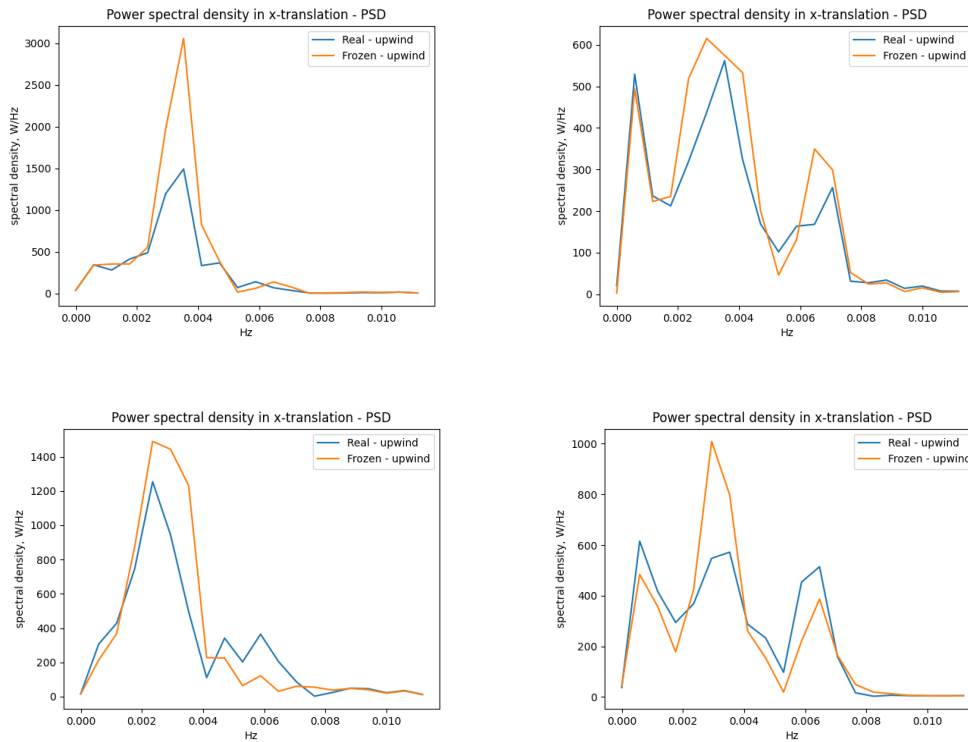 Power spectral density in x-translation - PSD
3000
2500
2000
1500
1000
500
0
spectral density, W/Hz
Real - upwind
Frozen - upwind
0.000 0.002 0.004 0.006 0.008 0.010
Hz
Power spectral density in x-translation - PSD
600
500
400
300
200
100
0
spectral density, W/Hz
Real - upwind
Frozen - upwind
0.000 0.002 0.004 0.006 0.008 0.010
Hz
Power spectral density in x-translation - PSD
1400
1200
1000
800
600
400
200
0
spectral density, W/Hz
Real - upwind
Frozen - upwind
0.000 0.002 0.004 0.006 0.008 0.010
Hz
Power spectral density in x-translation - PSD
1000
800
600
400
200
0
spectral density, W/Hz
Real - upwind
Frozen - upwind
0.000 0.002 0.004 0.006 0.008 0.010
Hz